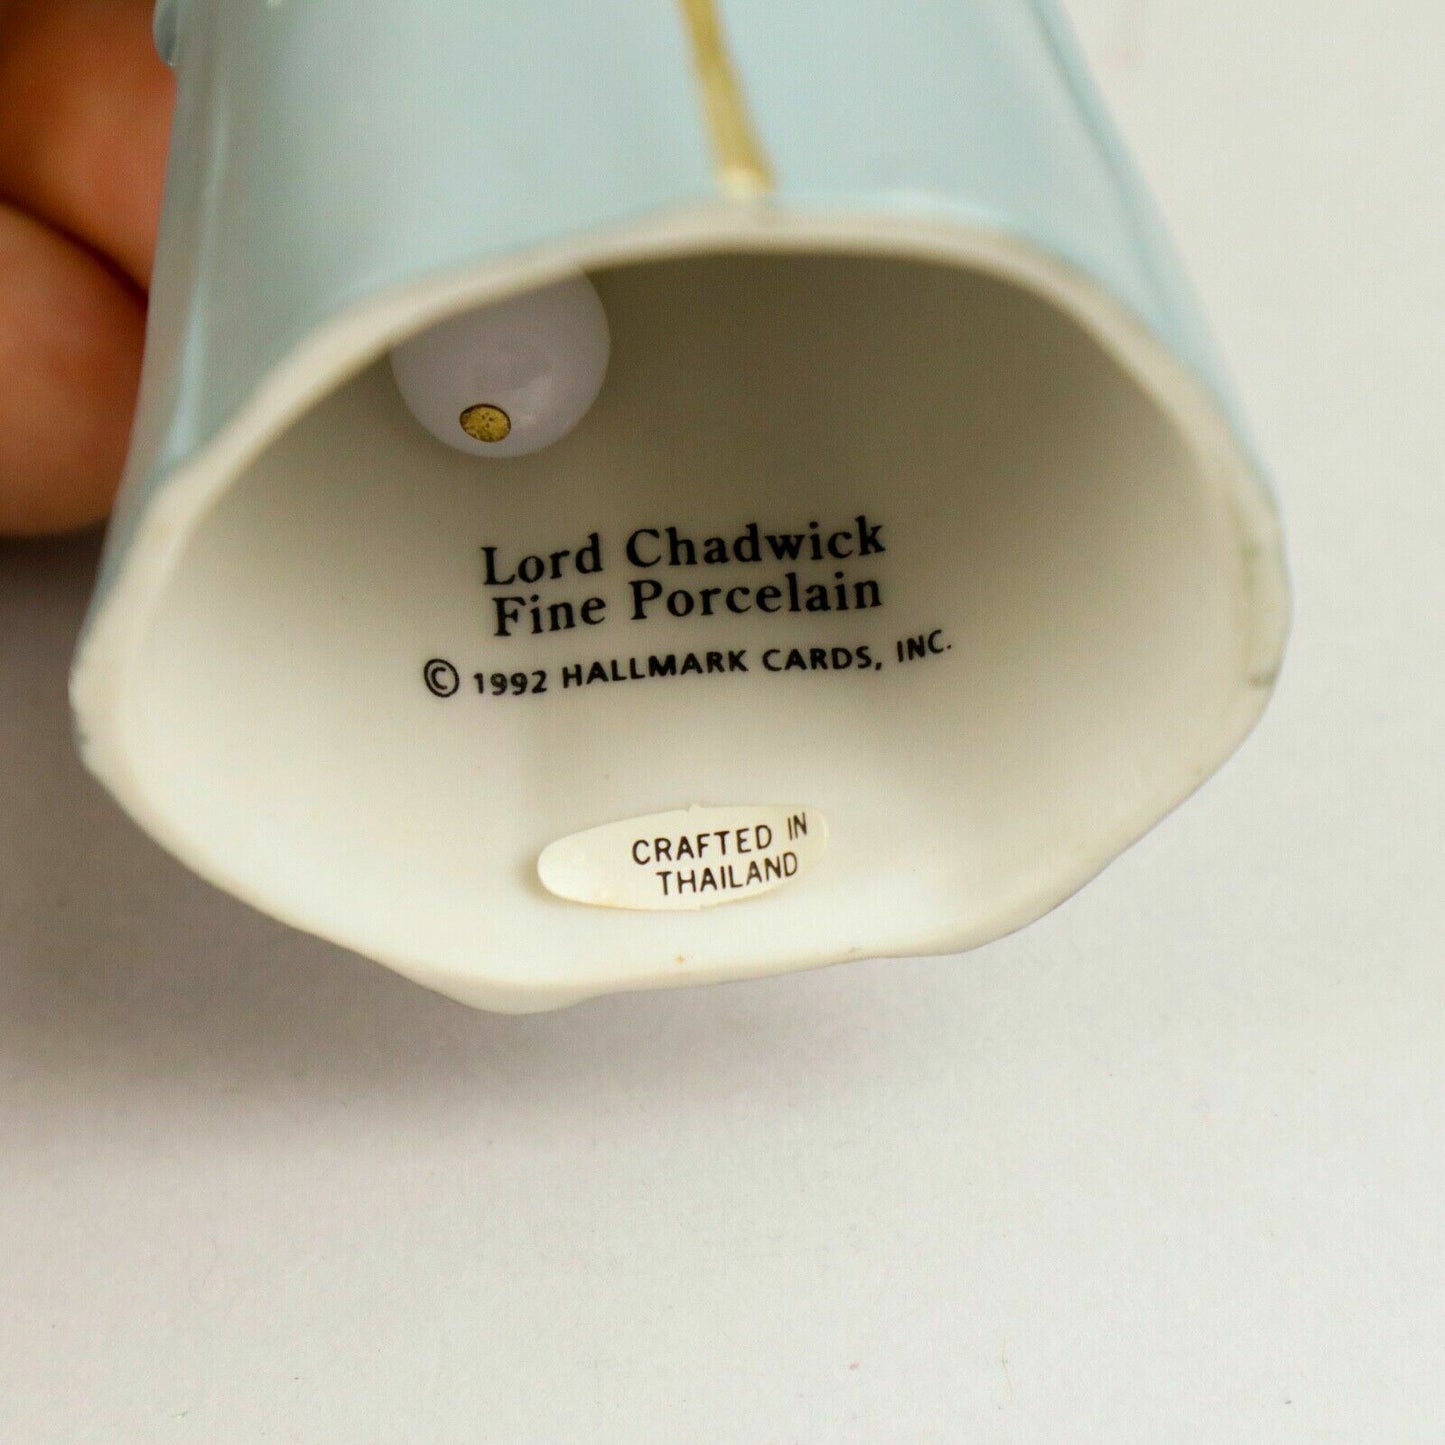 Lord Chadwick
Fine Porcelain
© 1992 HALLMARK CARDS, INC.
CRAFTED IN
THAILAND